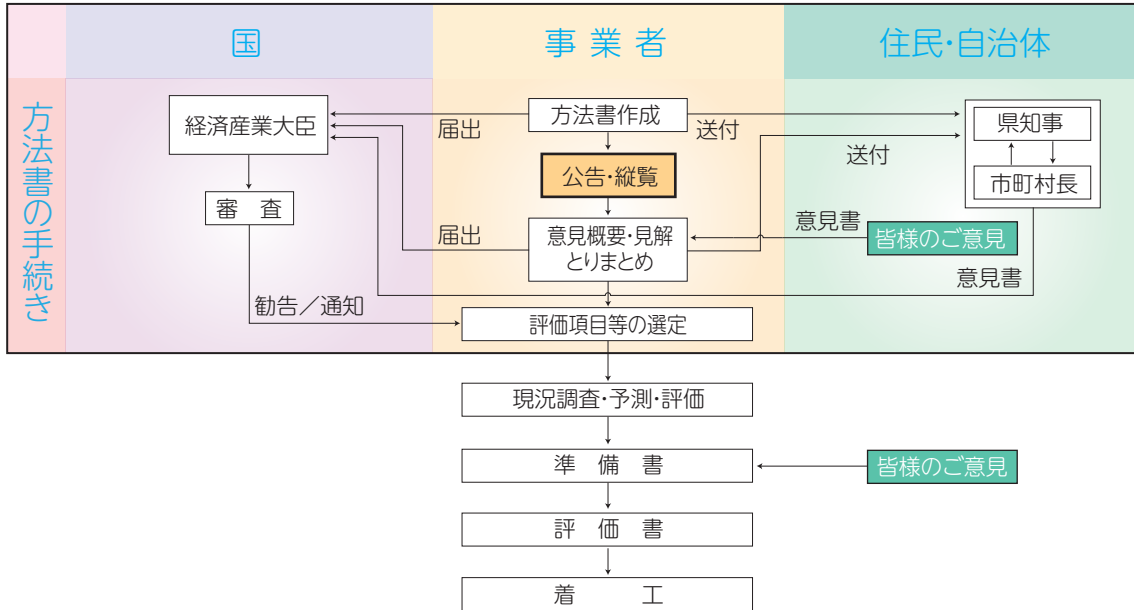 国
事業者
住民・自治体
方法書の手続き
経済産業大臣
届出
方法書作成
送付
県知事
公告・縦覧
送付
市町村長
審 査
届出
意見概要・見解
とりまとめ
意見書
皆様のご意見
意見書
勧告／通知
評価項目等の選定
現況調査・予測・評価
準 備 書
皆様のご意見
評 価 書
着 工